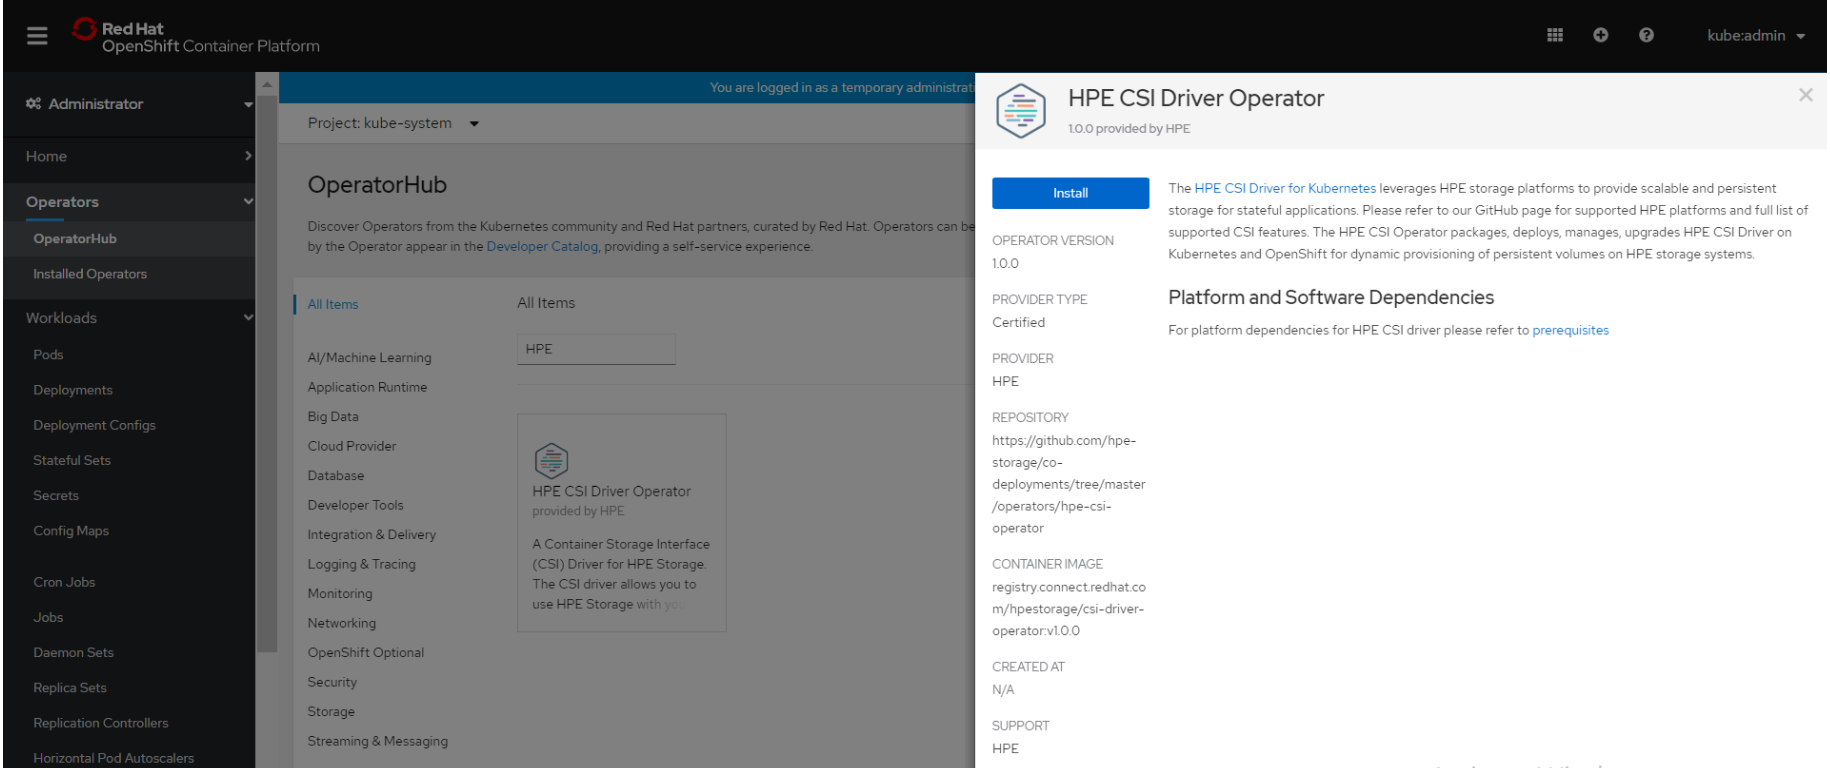 Red Hat
OpenShift Container Platform
kube:admin
Administrator
Home
Operators
OperatorHub
Installed Operators
Workloads
Pods
Deployments
Deployment Configs
Stateful Sets
Secrets
Config Maps
Cron Jobs
Jobs
Daemon Sets
Replica Sets
Replication Controllers
Horizontal Pod Autoscalers
You are logged in as a temporary administrati
Project: kube-system
OperatorHub
Discover Operators from the Kubernetes community and Red Hat partners, curated by Red Hat. Operators can be
by the Operator appear in the Developer Catalog, providing a self-service experience.
All Items
AI/Machine Learning
Application Runtime
Big Data
Cloud Provider
Database
Developer Tools
Integration & Delivery
Logging & Tracing
Monitoring
Networking
OpenShift Optional
Security
Storage
Streaming & Messaging
All Items
HPE
HPE CSI Driver Operator
provided by HPE
A Container Storage Interface
(CSI) Driver for HPE Storage.
The CSI driver allows you to
use HPE Storage with you
HPE CSI Driver Operator
1.0.0 provided by HPE
Install
OPERATOR VERSION
1.0.0
PROVIDER TYPE
Certified
PROVIDER
HPE
REPOSITORY
https://github.com/hpe-
storage/co-
deployments/tree/master
/operators/hpe-csi-
operator
CONTAINER IMAGE
registry.connect.redhat.co
m/hpestorage/csi-driver-
operator:v1.0.0
CREATED AT
N/A
SUPPORT
HPE
The HPE CSI Driver for Kubernetes leverages HPE storage platforms to provide scalable and persistent
storage for stateful applications. Please refer to our GitHub page for supported HPE platforms and full list of
supported CSI features. The HPE CSI Operator packages, deploys, manages, upgrades HPE CSI Driver on
Kubernetes and OpenShift for dynamic provisioning of persistent volumes on HPE storage systems.
Platform and Software Dependencies
For platform dependencies for HPE CSI driver please refer to prerequisites